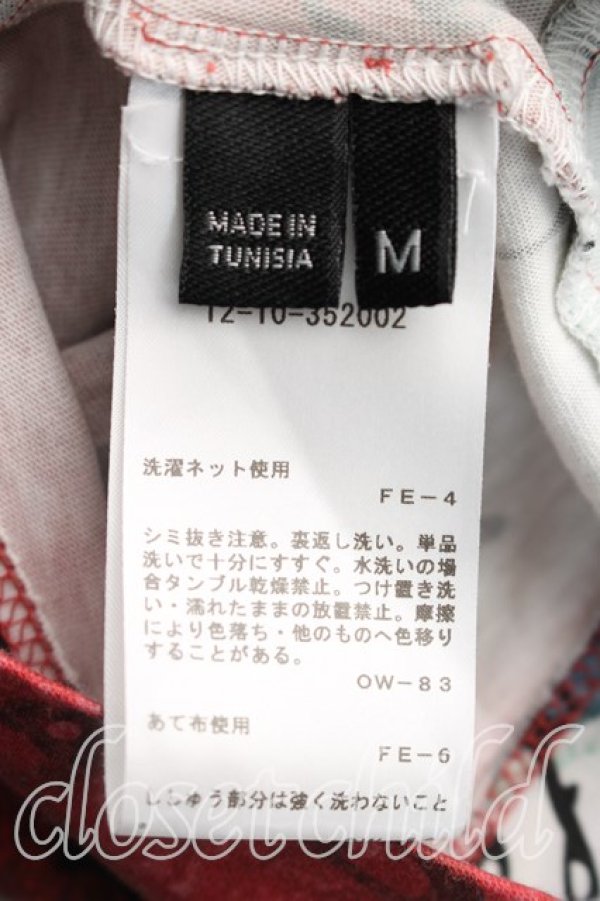 MADE IN
TUNISIA
M
12-10-352002
洗濯ネット使用
FE-4
シミ抜き注意。裏返し洗い。単品
洗いで十分にすすぐ。水洗いの場
合タンブル乾燥禁止。つけ置き洗
い・濡れたままの放置禁止。摩擦
により色落ち・他のものへ色移り
することがある。
OW-83
あて布使用
FE-6
ししゅう部分は強く洗わないこと
closet child